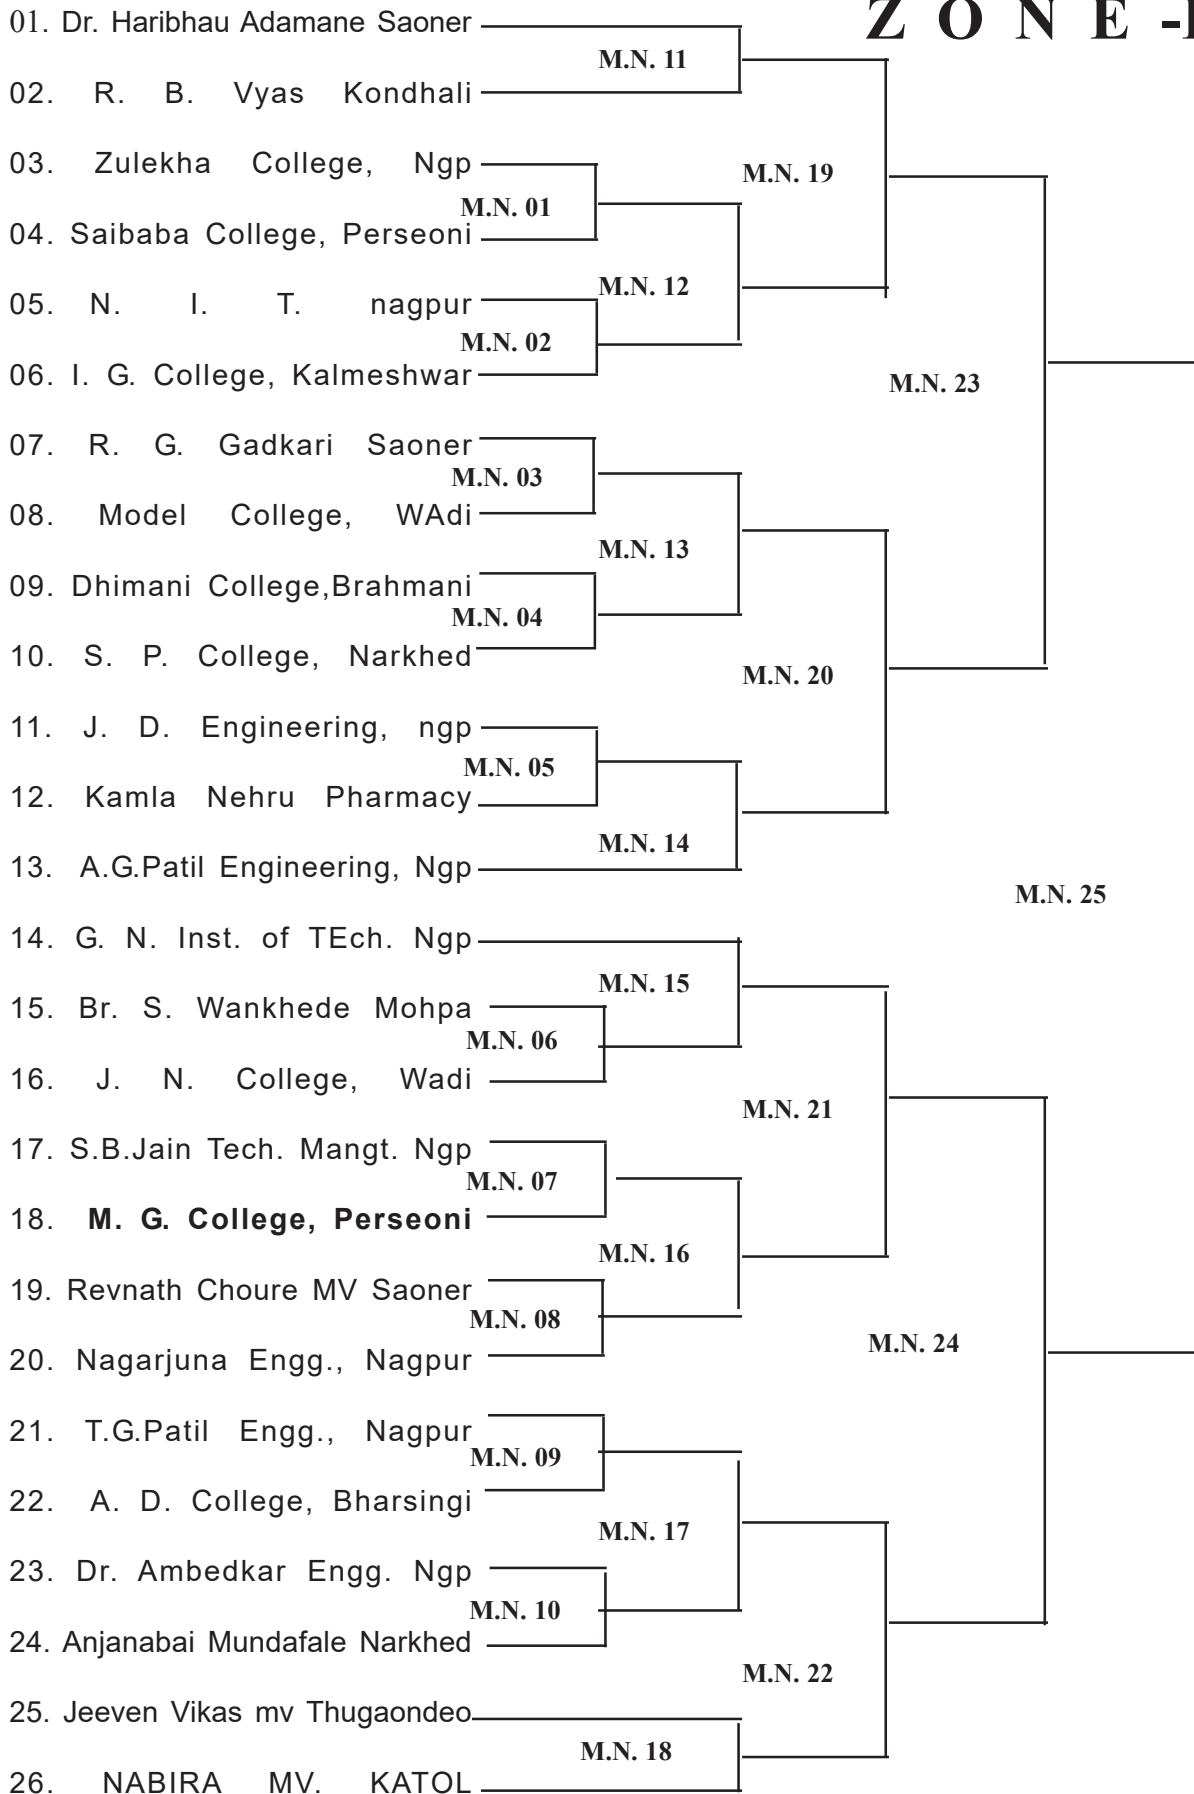 Z O N E -
01. Dr. Haribhau Adamane Saoner
M.N. 11
02. R. B. Vyas Kondhali
03. Zulekha College, Ngp
M.N. 19
M.N. 01
04. Saibaba College, Perseoni
M.N. 12
05. N. I. T. nagpur
M.N. 02
06. I. G. College, Kalmeshwar
M.N. 23
07. R. G. Gadkari Saoner
M.N. 03
08. Model College, WAdi
M.N. 13
09. Dhimani College,Brahmani
M.N. 04
10. S. P. College, Narkhed
M.N. 20
11. J. D. Engineering, ngp
M.N. 05
12. Kamla Nehru Pharmacy
M.N. 14
13. A.G.Patil Engineering, Ngp
M.N. 25
14. G. N. Inst. of TEch. Ngp
M.N. 15
15. Br. S. Wankhede Mohpa
M.N. 06
16. J. N. College, Wadi
M.N. 21
17. S.B.Jain Tech. Mangt. Ngp
M.N. 07
18. M. G. College, Perseoni
M.N. 16
19. Revnath Choure MV Saoner
M.N. 08
M.N. 24
20. Nagarjuna Engg., Nagpur
21. T.G.Patil Engg., Nagpur
M.N. 09
22. A. D. College, Bharsingi
M.N. 17
23. Dr. Ambedkar Engg. Ngp
M.N. 10
24. Anjanabai Mundafale Narkhed
M.N. 22
25. Jeeven Vikas mv Thugaondeo
M.N. 18
26. NABIRA MV. KATOL